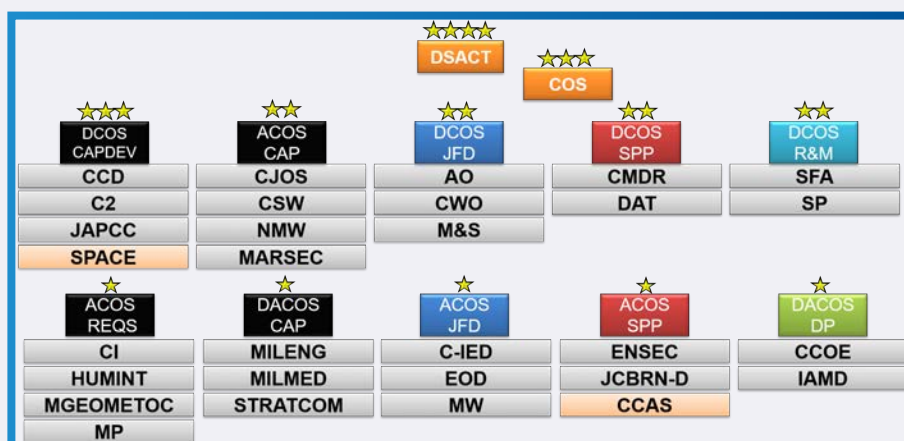 DSACT
COS
DCOS
CAPDEV
CCD
C2
JAPCC
SPACE
ACOS
CAP
CJOS
CSW
NMW
MARSEC
DCOS
JFD
AO
CWO
M&S
DCOS
SPP
CMDR
DAT
DCOS
R&M
SFA
SP
ACOS
REQS
CI
HUMINT
MGEOMETOC
MP
DACOS
CAP
MILENG
MILMED
STRATCOM
ACOS
JFD
C-IED
EOD
MW
ACOS
SPP
ENSEC
JCBRN-D
CCAS
DACOS
DP
CCOE
IAMD